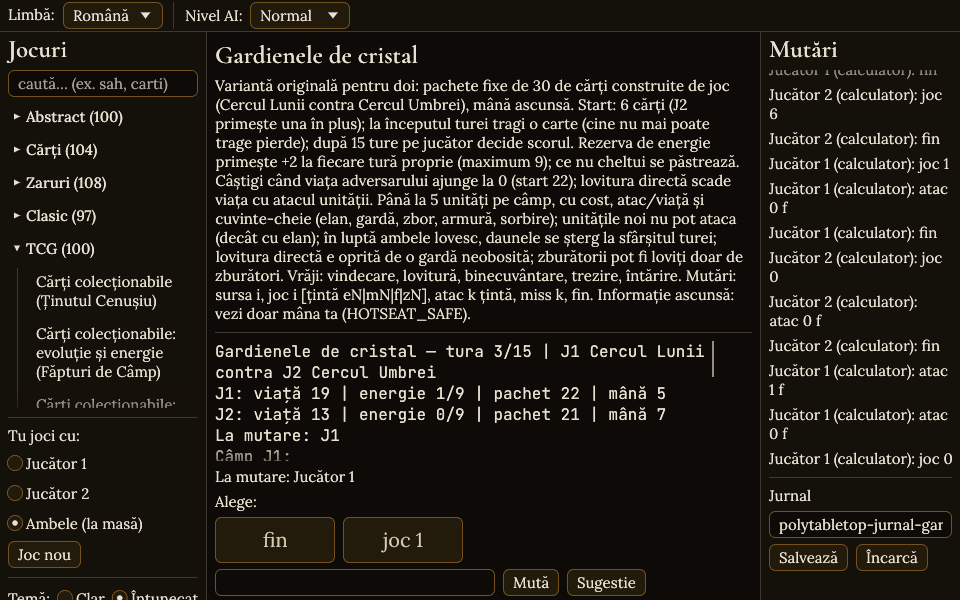 Limbă:
Română
Nivel AI:
Normal
Jocuri
caută... (ex. sah, carti)
Abstract (100)
Cărți (104)
Zaruri (108)
Clasic (97)
TCG (100)
Cărți colecționabile
(Ținutul Cenușiu)
Cărți colecționabile:
evoluție și energie
(Făpturi de Câmp)
Cărți colecționabile:
Tu joci cu:
Jucător 1
Jucător 2
Ambele (la masă)
Joc nou
Temă:
Clar
Întunecat
Gardienele de cristal
Variantă originală pentru doi: pachete fixe de 30 de cărți construite de joc
(Cercul Lunii contra Cercul Umbrei), mână ascunsă. Start: 6 cărți (J2
primește una în plus); la începutul turei tragi o carte (cine nu mai poate
trage pierde); după 15 ture pe jucător decide scorul. Rezerva de energie
primește +2 la fiecare tură proprie (maximum 9); ce nu cheltui se păstrează.
Câștigi când viața adversarului ajunge la 0 (start 22); lovitura directă scade
viața cu atacul unității. Până la 5 unități pe câmp, cu cost, atac/viață și
cuvinte-cheie (elan, gardă, zbor, armură, sorbire); unitățile noi nu pot ataca
(decât cu elan); în luptă ambele lovesc, daunele se șterg la sfârșitul turei;
lovitura directă e oprită de o gardă neobosită; zburătorii pot fi loviți doar de
zburători. Vrăji: vindecare, lovitură, binecuvântare, trezire, întărire. Mutări:
sursa i, joc i [țintă eN|mN|f|zN], atac k țintă, miss k, fin. Informație ascunsă:
vezi doar mâna ta (HOTSEAT_SAFE).
Gardienele de cristal — tura 3/15 | J1 Cercul Lunii
contra J2 Cercul Umbrei
J1: viață 19 | energie 1/9 | pachet 22 | mână 5
J2: viață 13 | energie 0/9 | pachet 21 | mână 7
La mutare: J1
Câmp J1:
La mutare: Jucător 1
Alege:
fin
joc 1
Mută
Sugestie
Mutări
Jucător 1 (calculator): fin
Jucător 2 (calculator): joc
6
Jucător 2 (calculator): fin
Jucător 1 (calculator): joc 1
Jucător 1 (calculator): atac
0 f
Jucător 1 (calculator): fin
Jucător 2 (calculator): joc
0
Jucător 2 (calculator):
atac 0 f
Jucător 2 (calculator): fin
Jucător 1 (calculator): atac
1 f
Jucător 1 (calculator): atac
0 f
Jucător 1 (calculator): joc 0
Jurnal
polytabletop-jurnal-gar
Salvează
Încarcă